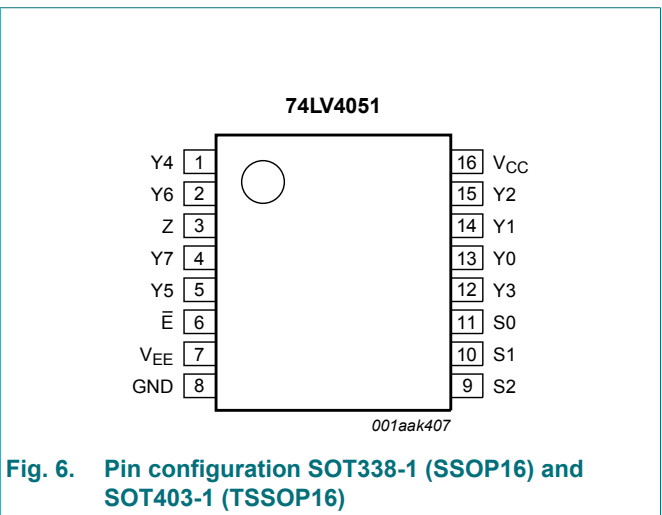 74LV4051
Y4 1 16 VCC
Y6 2 15 Y2
Z 3 14 Y1
Y7 4 13 Y0
Y5 5 12 Y3
E̅ 6 11 S0
VEE 7 10 S1
GND 8 9 S2
001aak407
Fig. 6. Pin configuration SOT338-1 (SSOP16) and
SOT403-1 (TSSOP16)